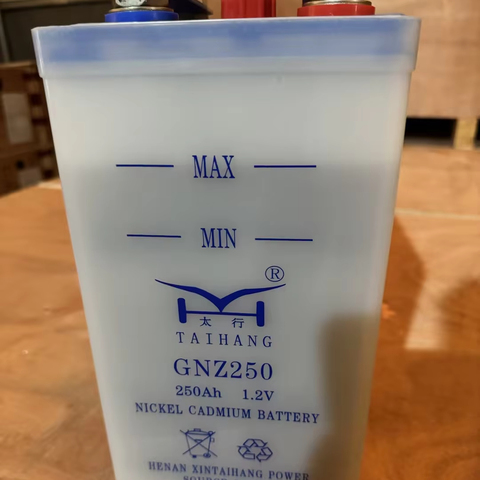 MAX
MIN
®
太行
TAIHANG
GNZ250
250Ah 1.2V
NICKEL CADMIUM BATTERY
HENAN XINTAIHANG POWER